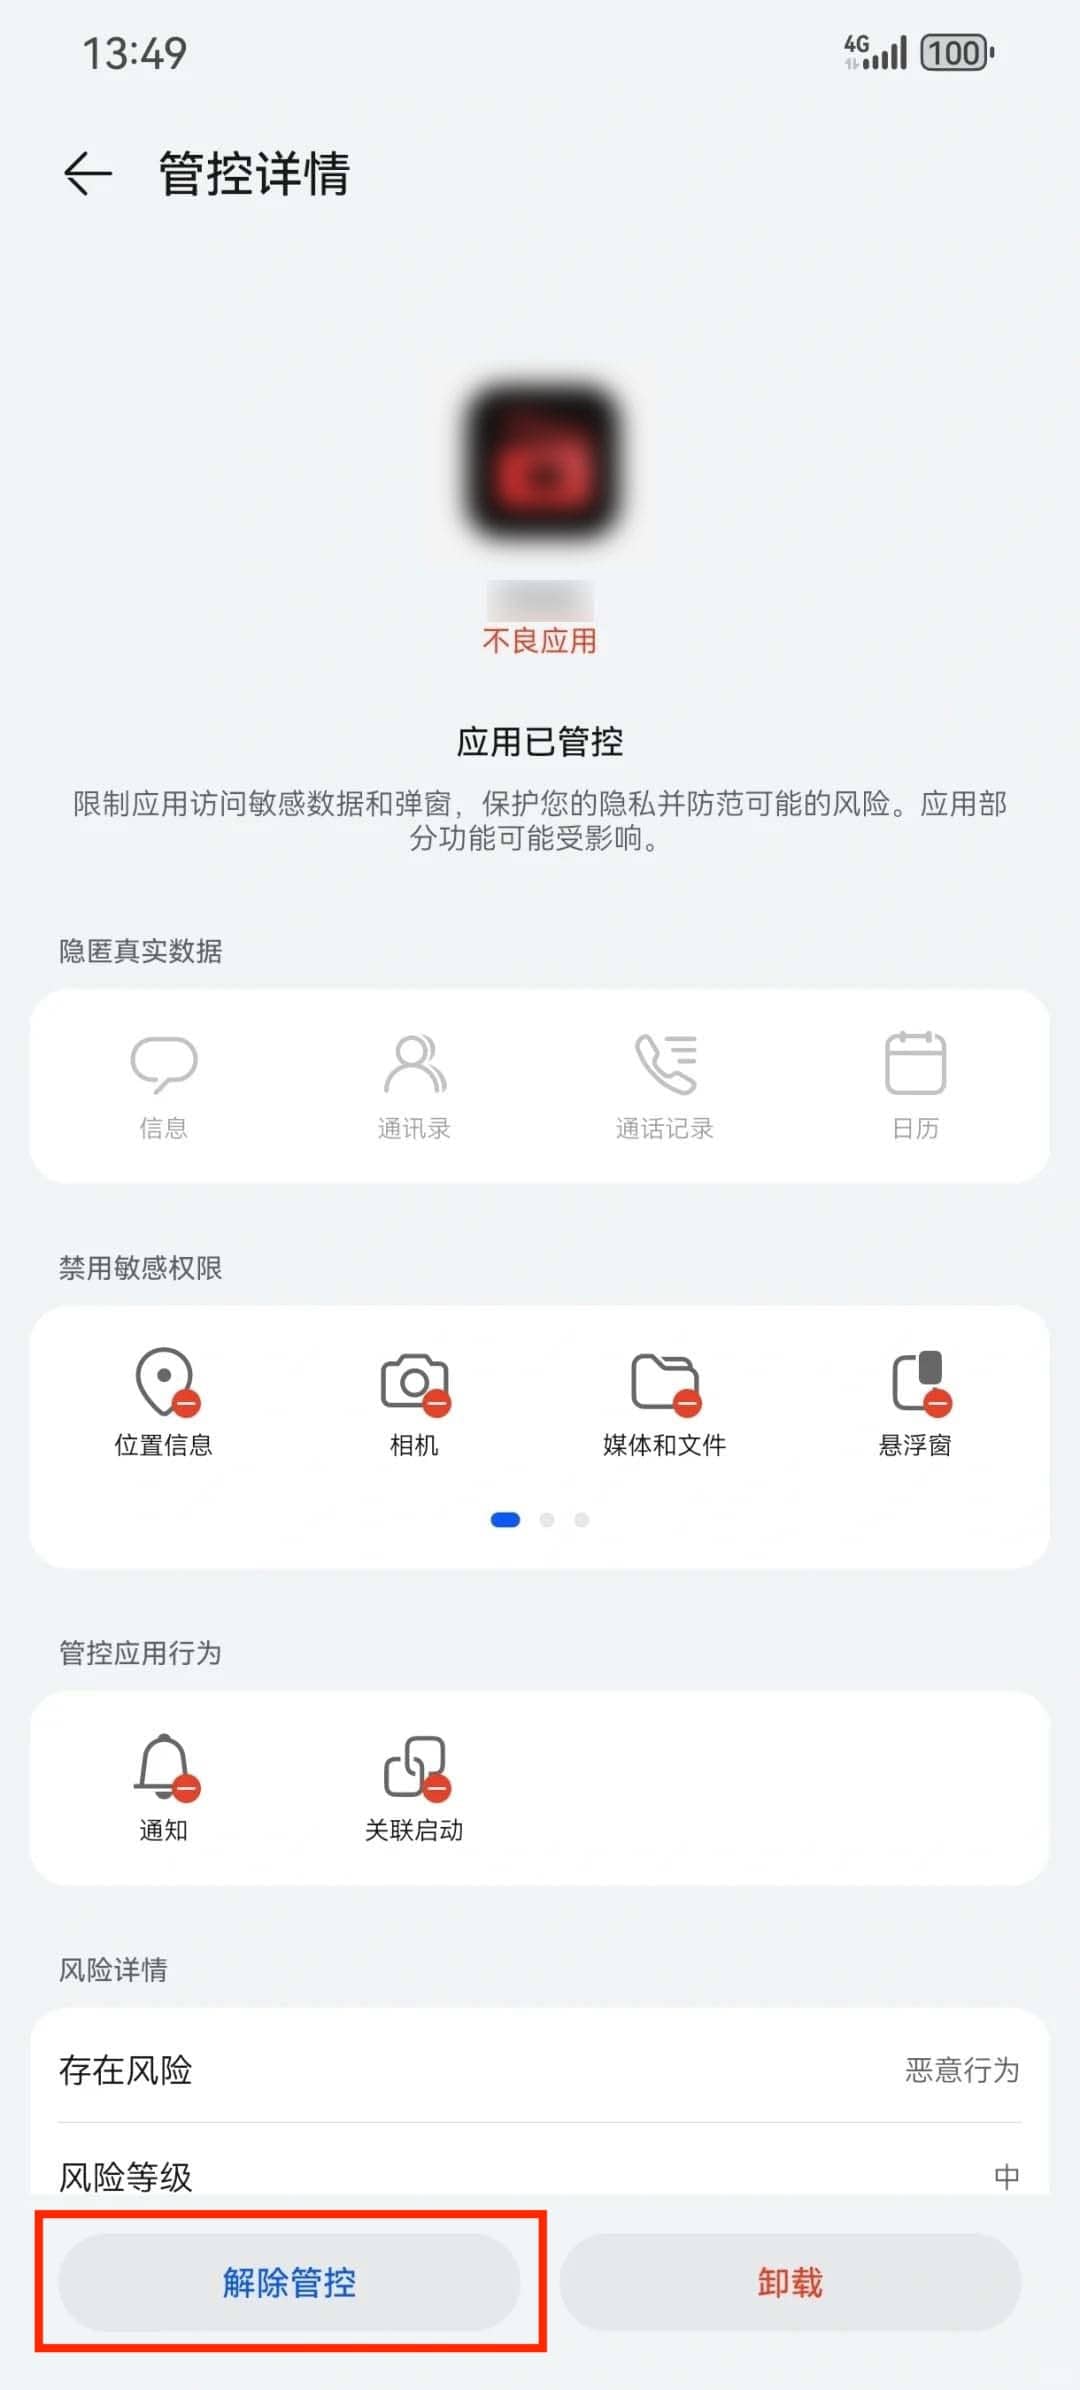 13:49
4G
100
管控详情
不良应用
应用已管控
限制应用访问敏感数据和弹窗，保护您的隐私并防范可能的风险。应用部
分功能可能受影响。
隐匿真实数据
信息 通讯录 通话记录 日历
禁用敏感权限
位置信息 相机 媒体和文件 悬浮窗
管控应用行为
通知 关联启动
风险详情
存在风险 恶意行为
风险等级 中
解除管控 卸载